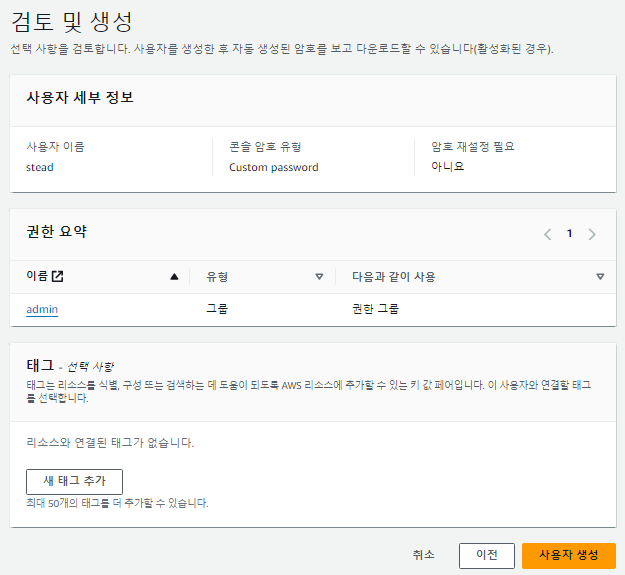 검토 및 생성
선택 사항을 검토합니다. 사용자를 생성한 후 자동 생성된 암호를 보고 다운로드할 수 있습니다(활성화된 경우).
사용자 세부 정보
사용자 이름
stead
콘솔 암호 유형
Custom password
암호 재설정 필요
아니요
권한 요약
1
이름 유형 다음과 같이 사용
admin 그룹 권한 그룹
태그 - 선택 사항
태그는 리소스를 식별, 구성 또는 검색하는 데 도움이 되도록 AWS 리소스에 추가할 수 있는 키 값 페어입니다. 이 사용자와 연결할 태그
를 선택합니다.
리소스와 연결된 태그가 없습니다.
새 태그 추가
최대 50개의 태그를 더 추가할 수 있습니다.
취소 이전 사용자 생성